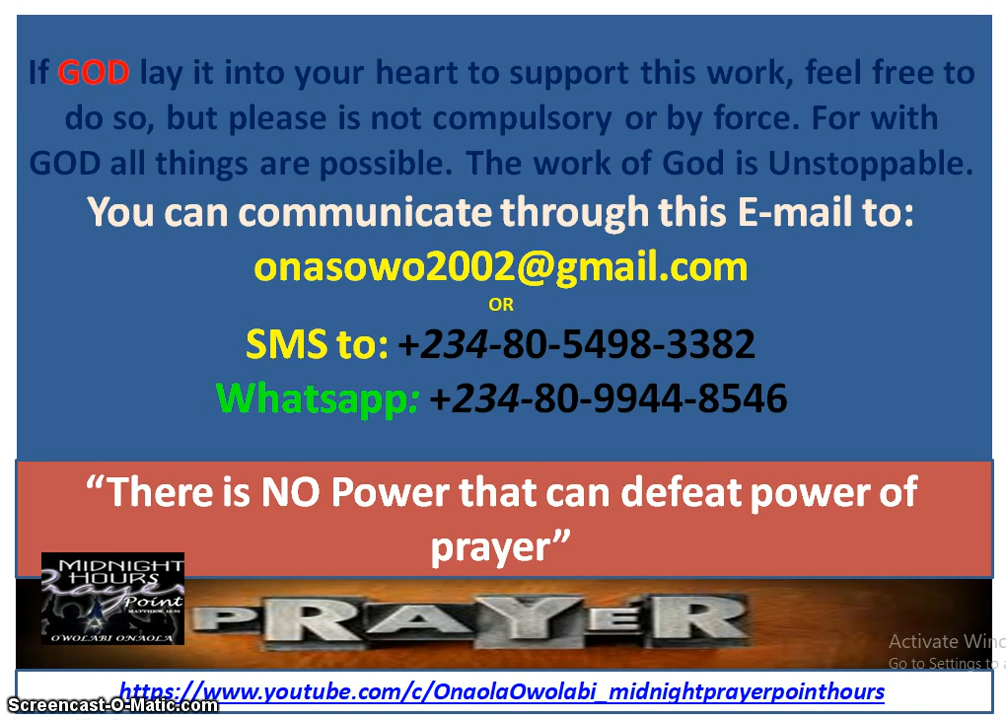 If GOD lay it into your heart to support this work, feel free to
do so, but please is not compulsory or by force. For with
GOD all things are possible. The work of God is Unstoppable.
You can communicate through this E-mail to:
onasowo2002@gmail.com
OR
SMS to: +234-80-5498-3382
Whatsapp: +234-80-9944-8546
“There is NO Power that can defeat power of
prayer”
MIDNIGHT
HOURS
Prayer
Point
OWOLABI ONAOLA
PRAYER
Activate Winc
Go to Settings to a
https://www.youtube.com/c/OnaolaOwolabi_midnightprayerpointhours
Screencast-O-Matic.com